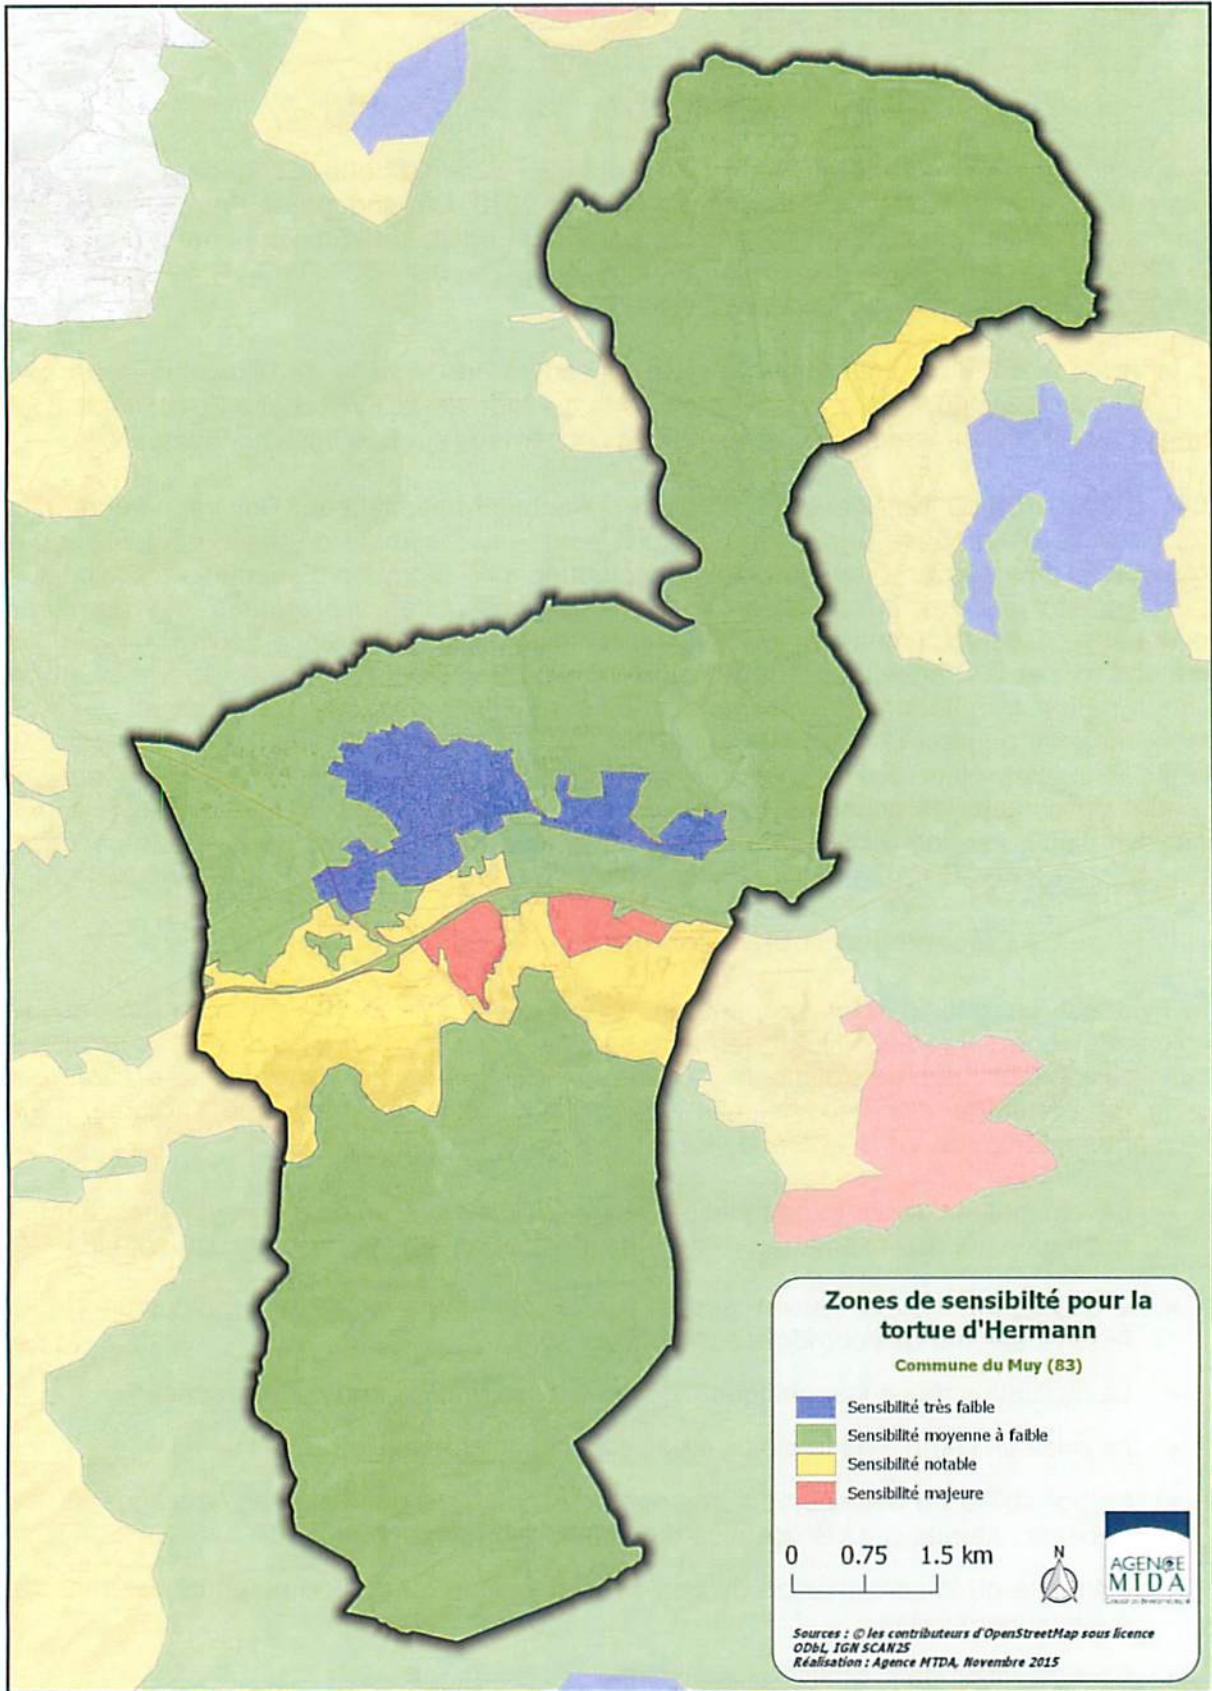 Zones de sensibilté pour la
tortue d'Hermann
Commune du Muy (83)
Sensibilité très faible
Sensibilité moyenne à faible
Sensibilité notable
Sensibilité majeure
0 0.75 1.5 km
N
AGENCE
MTDA
Sources : © les contributeurs d'OpenStreetMap sous licence
ODbL, IGN SCAN25
Réalisation : Agence MTDA, Novembre 2015